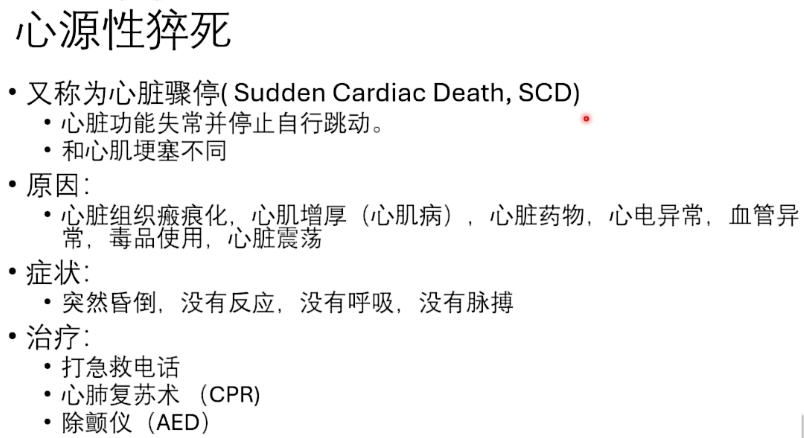 心源性猝死
• 又称为心脏骤停( Sudden Cardiac Death, SCD)
• 心脏功能失常并停止自行跳动。
• 和心肌埂塞不同
• 原因：
• 心脏组织瘢痕化，心肌增厚（心肌病），心脏药物，心电异常，血管异
常，毒品使用，心脏震荡
• 症状：
• 突然昏倒，没有反应，没有呼吸，没有脉搏
• 治疗：
• 打急救电话
• 心肺复苏术 （CPR)
• 除颤仪（AED）